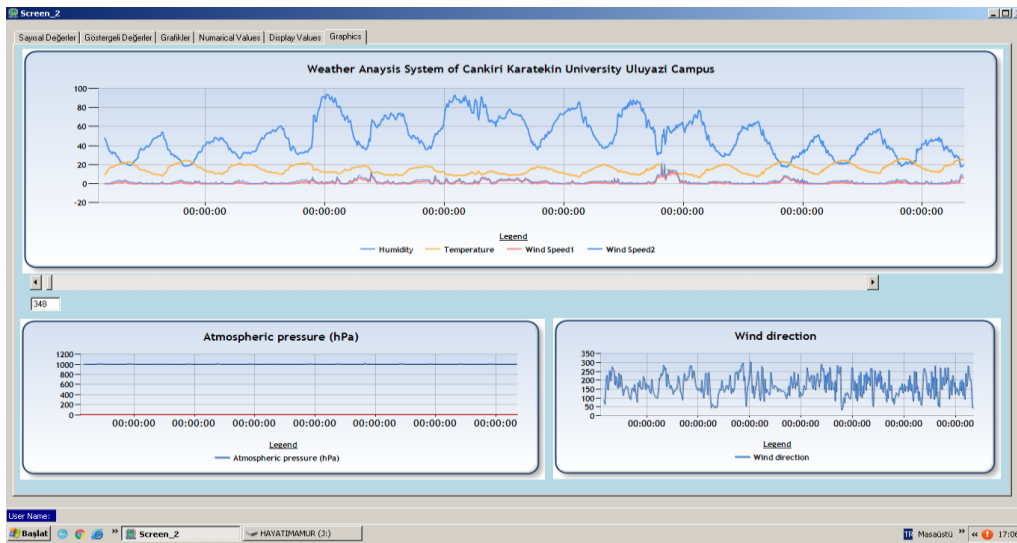 Screen_2
Sayısal Değerler Göstergeli Değerler Grafikler Numarical Values Display Values Graphics
Weather Anaysis System of Cankiri Karatekin University Uluyazi Campus
100
80
60
40
20
0
-20
00:00:00 00:00:00 00:00:00 00:00:00 00:00:00 00:00:00 00:00:00
Legend
Humidity Temperature Wind Speed1 Wind Speed2
348
Atmospheric pressure (hPa)
1200
1000
800
600
400
200
0
00:00:00 00:00:00 00:00:00 00:00:00 00:00:00 00:00:00 00:00:00
Legend
Atmospheric pressure (hPa)
Wind direction
350
300
250
200
150
100
50
0
00:00:00 00:00:00 00:00:00 00:00:00 00:00:00 00:00:00 00:00:00
Legend
Wind direction
User Name:
Başlat » Screen_2 HAYATIMAMUR (J:) TR Masaüstü » « 17:06